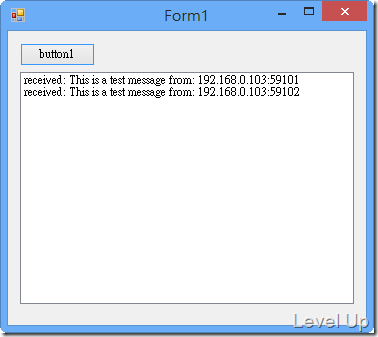 Form1
button1
received: This is a test message from: 192.168.0.103:59101
received: This is a test message from: 192.168.0.103:59102
Level Up